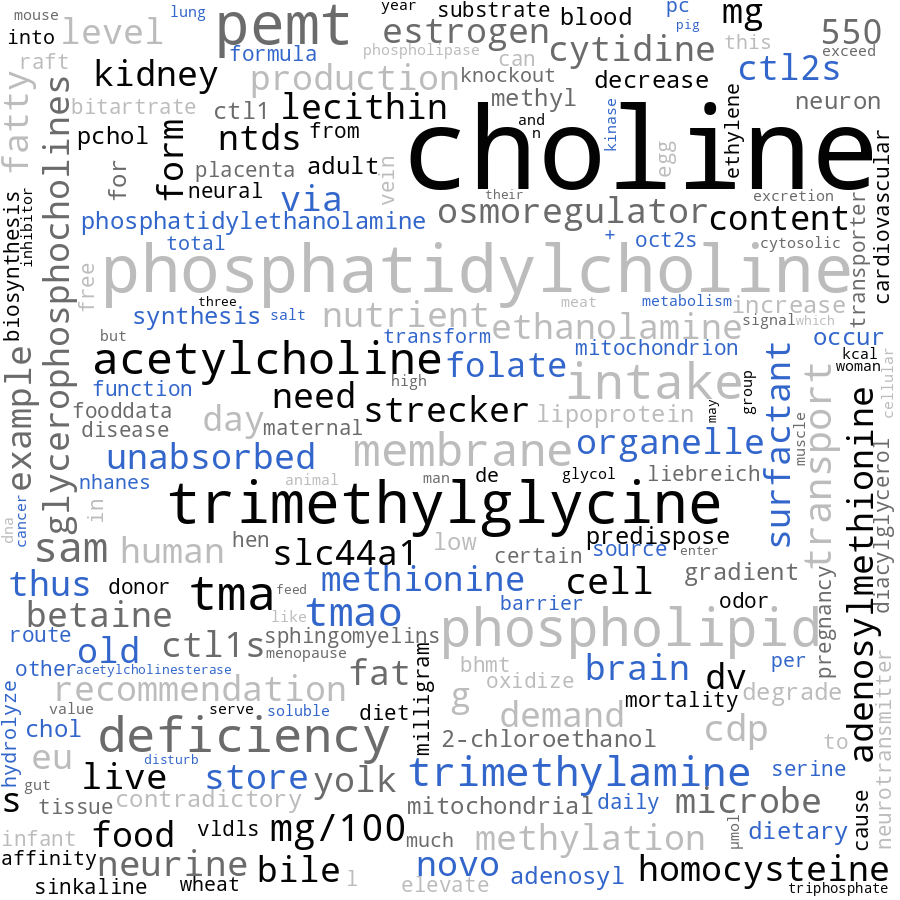 mouse
lung
pemt
year
substrate
pc
mg
into
level
estrogen
blood
pig
550
formula
phospholipase
cytidine
this
exceed
raft
can
ctl2s
kidney
production
knockout
decrease
fatty
glycerophosphocholines
bitartrate
ctl1
lecithin
methyl
ethylene
neuron
choline
kinase
pchol
form
ntds
from
and
n
egg
cardiovascular
for
placenta
adult
vein
neural
via
their
excretion
biosynthesis
inhibitor
phosphatidylethanolamine
osmoregulator
content
transporter
total
+
oct2s
cytosolic
phosphatidylcholine
free
three
meat
metabolism
increase
synthesis
salt
nutrient
ethanolamine
signal
which
but
transform
mitochondrion
occur
acetylcholine
folate
surfactant
kcal
woman
cellular
example
function
high
intake
group
need
strecker
lipoprotein
may
transport
fooddata
day
maternal
muscle
disease
adenosylmethionine
unabsorbed
membrane
organelle
diacylglycerol
nhanes
animal
man
de
glycol
liebreich
cancer
dna
in
trimethylglycine
sam
human
hen
slc44a1
low
certain
predispose
source
enter
thus
donor
tma
feed
methionine
cell
gradient
betaine
like
tmao
barrier
odor
pregnancy
route
old
ctl1s
sphingomyelins
phospholipid
other
acetylcholinesterase
menopause
fat
milligram
bhmt
oxidize
brain
dv
per
recommendation
g
mortality
degrade
neurotransmitter
hydrolyze
value
serve
soluble
diet
demand
cdp
chol
deficiency
2-chloroethanol
to
eu
disturb
live
store
yolk
trimethylamine
serine
gut
s
tissue
contradictory
mitochondrial
daily
microbe
cause
infant
food
vldls
mg/100
much
methylation
µmol
dietary
affinity
neurine
bile
l
novo
adenosyl
homocysteine
sinkaline
wheat
elevate
triphosphate